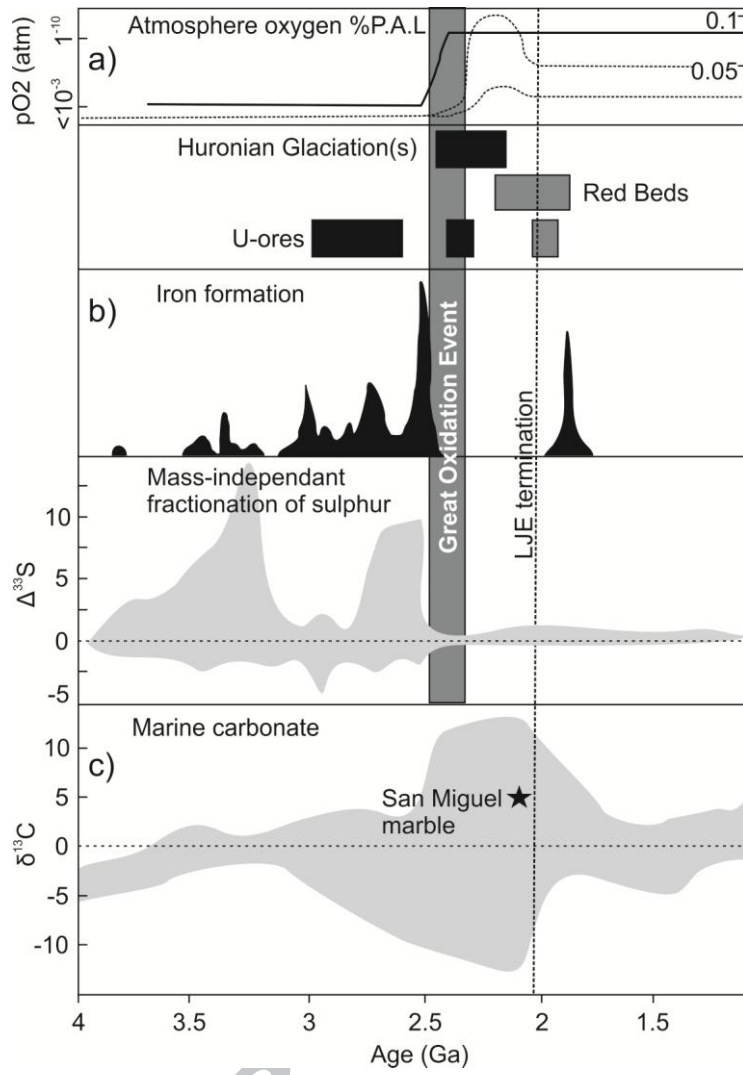 Atmosphere oxygen %P.A.L
0.1
0.05
a)
pO2 (atm)
1⁻¹⁰
<10⁻³
Huronian Glaciation(s)
Red Beds
U-ores
b)
Iron formation
Great Oxidation Event
LJE termination
Mass-independant
fractionation of sulphur
Δ³³S
10
5
0
-5
Marine carbonate
c)
San Miguel
marble
δ¹³C
10
5
0
-5
-10
4 3.5 3 2.5 2 1.5
Age (Ga)